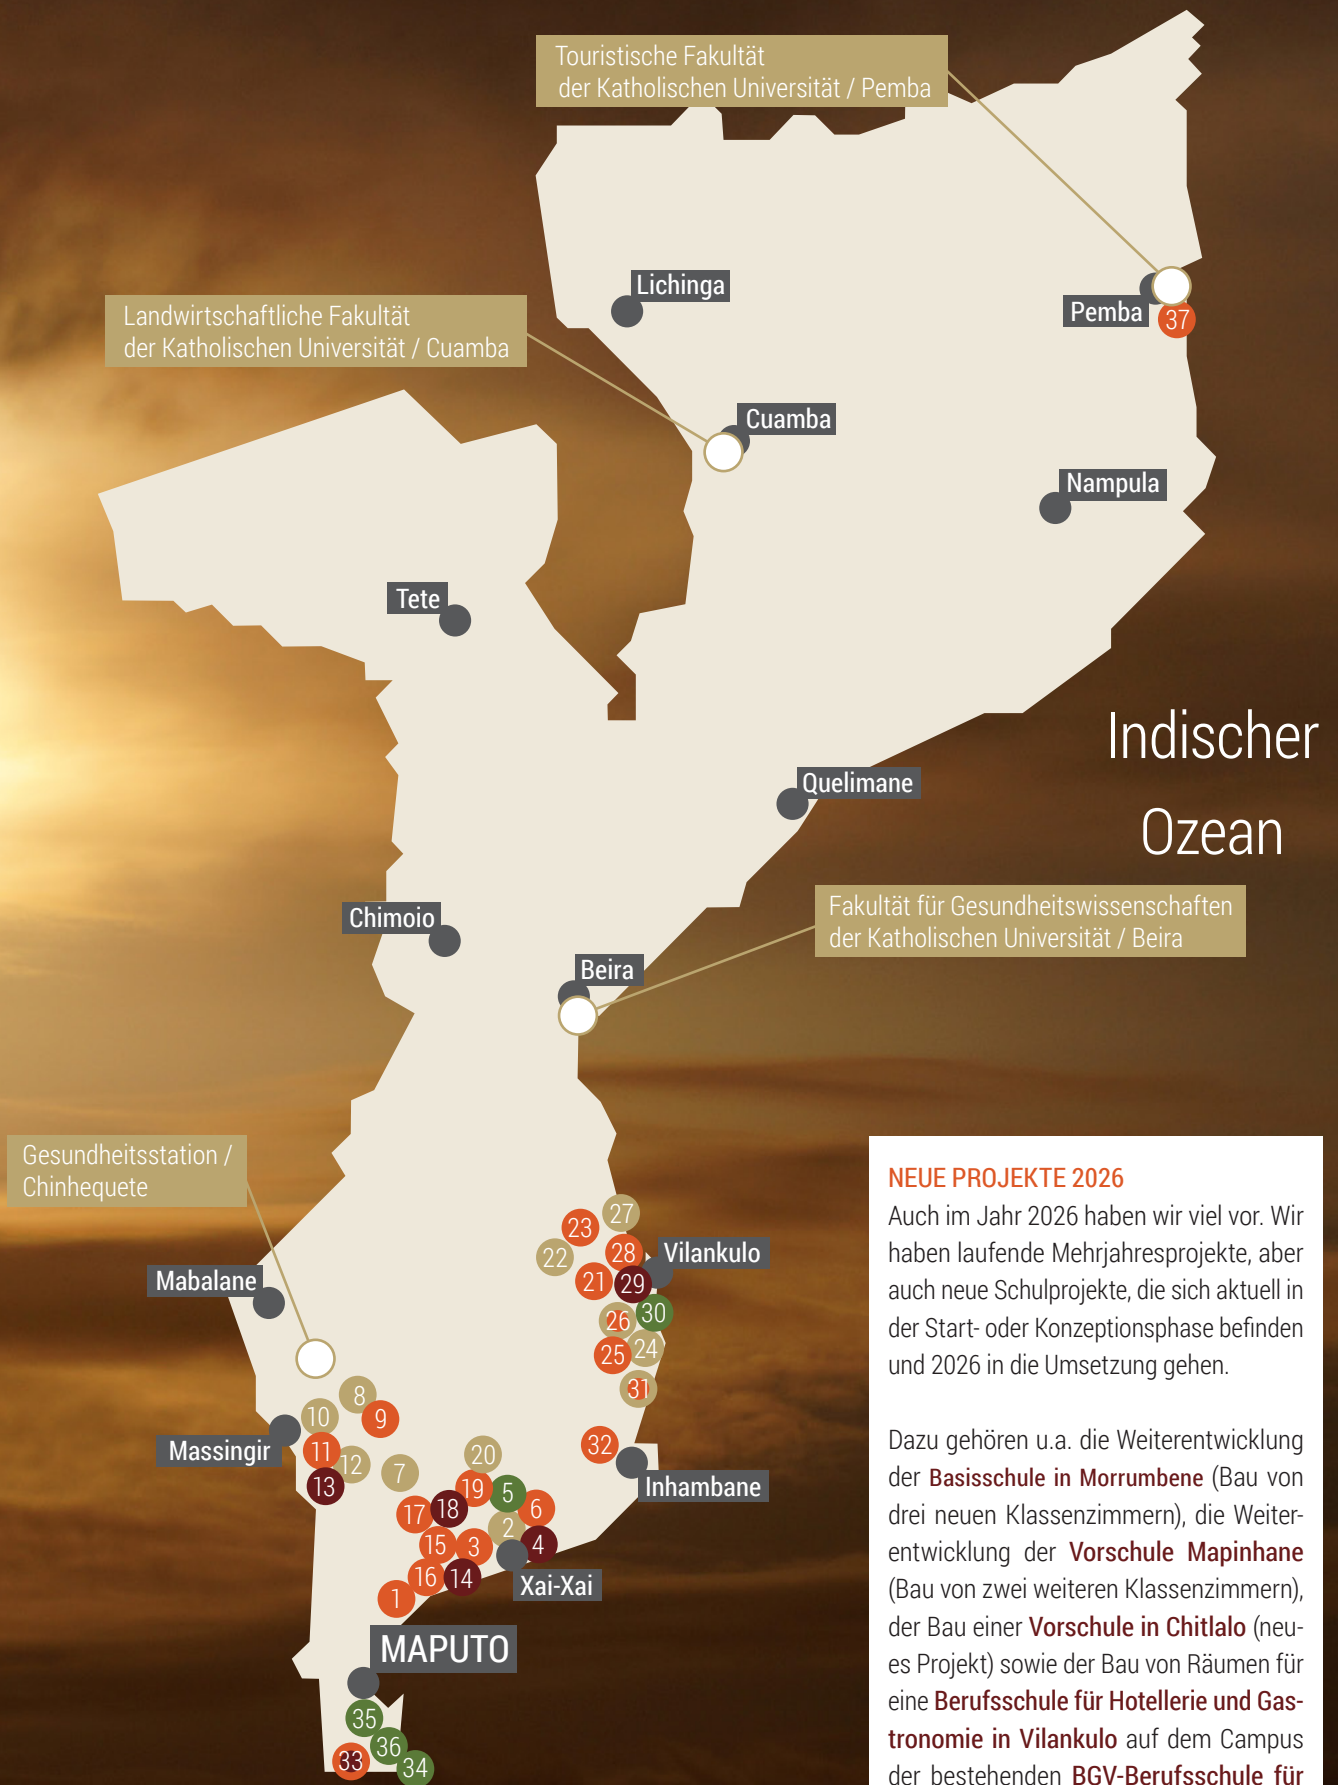 Touristische Fakultät
der Katholischen Universität / Pemba
Lichinga
Landwirtschaftliche Fakultät
der Katholischen Universität / Cuamba
Pemba
37
Cuamba
Nampula
Tete
Indischer
Ozean
Quelimane
Fakultät für Gesundheitswissenschaften
der Katholischen Universität / Beira
Chimoio
Beira
Gesundheitsstation /
Chinhequete
27
23
28
22
Vilankulo
21
29
Mabalane
30
26
24
25
31
8
10
9
11
Massingir
12
13
7
20
32
Inhambane
19
5
18
6
17
2
15
3
4
16
14
Xai-Xai
1
MAPUTO
35
36
33
34
NEUE PROJEKTE 2026
Auch im Jahr 2026 haben wir viel vor. Wir
haben laufende Mehrjahresprojekte, aber
auch neue Schulprojekte, die sich aktuell in
der Start- oder Konzeptionsphase befinden
und 2026 in die Umsetzung gehen.
Dazu gehören u.a. die Weiterentwicklung
der Basisschule in Morrumbene (Bau von
drei neuen Klassenzimmern), die Weiter-
entwicklung der Vorschule Mapinhane
(Bau von zwei weiteren Klassenzimmern),
der Bau einer Vorschule in Chitlalo (neu-
es Projekt) sowie der Bau von Räumen für
eine Berufsschule für Hotellerie und Gas-
tronomie in Vilankulo auf dem Campus
der bestehenden BGV-Berufsschule für